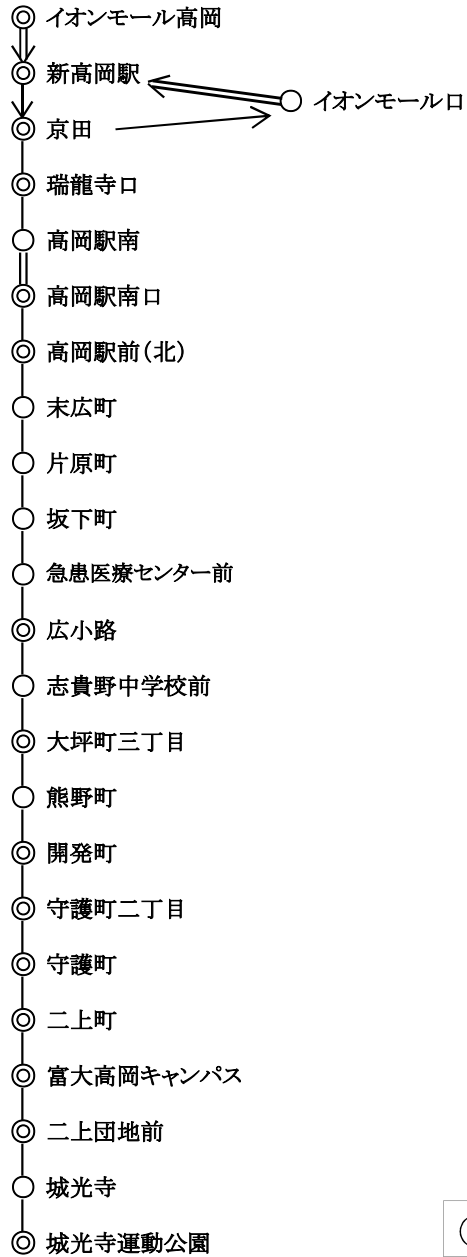 イオンモール高岡
新高岡駅
イオンモール口
京田
瑞龍寺口
高岡駅南
高岡駅南口
高岡駅前(北)
末広町
片原町
坂下町
急患医療センター前
広小路
志貴野中学校前
大坪町三丁目
熊野町
開発町
守護町二丁目
守護町
二上町
富大高岡キャンパス
二上団地前
城光寺
城光寺運動公園